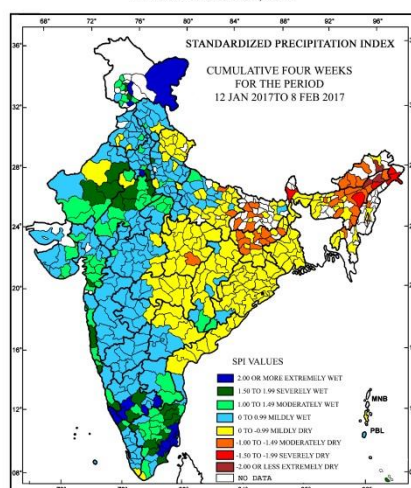 68° 72° 76° 80° 84° 88° 92° 96°
STANDARDIZED PRECIPITATION INDEX
CUMULATIVE FOUR WEEKS
FOR THE PERIOD
12 JAN 2017TO 8 FEB 2017
36°
32°
28°
24°
20°
16°
12°
08°
SPI VALUES
2.00 OR MORE EXTREMELY WET
1.50 TO 1.99 SEVERELY WET
1.00 TO 1.49 MODERATELY WET
0 TO 0.99 MILDLY WET
0 TO -0.99 MILDLY DRY
-1.00 TO -1.49 MODERATELY DRY
-1.50 TO -1.99 SEVERELY DRY
-2.00 OR LESS EXTREMELY DRY
NO DATA
MNB
PBL